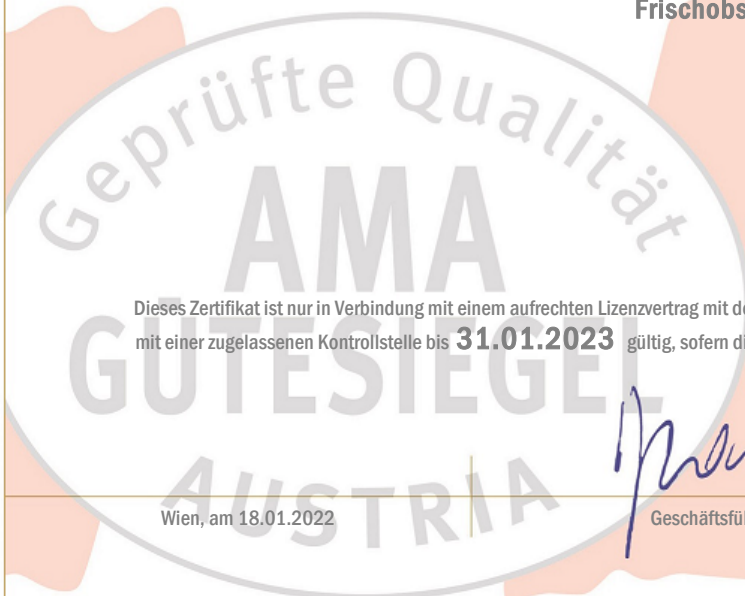 Frischobs
Geprüfte Qualität
AMA
Dieses Zertifikat ist nur in Verbindung mit einem aufrechten Lizenzvertrag mit de
mit einer zugelassenen Kontrollstelle bis 31.01.2023 gültig, sofern di
GÜTESIEGEL
AUSTRIA
Wien, am 18.01.2022
Geschäftsfü